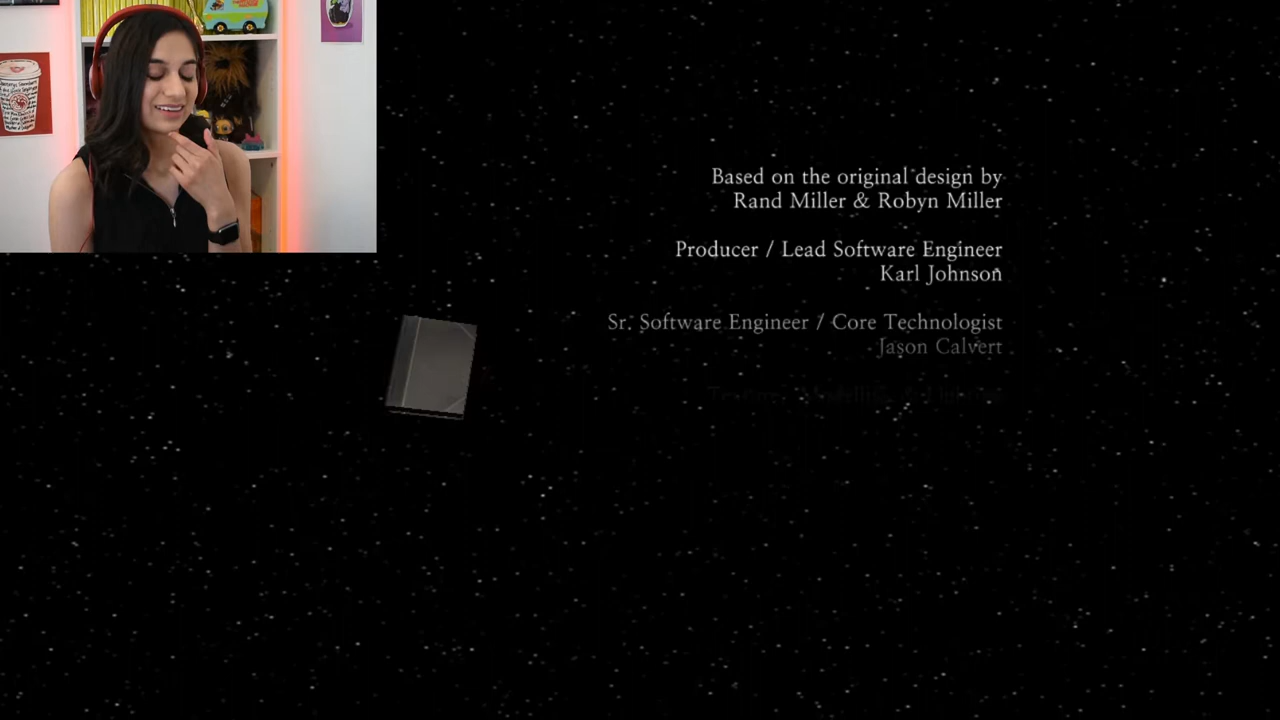 Based on the original design by
Rand Miller & Robyn Miller
Producer / Lead Software Engineer
Karl Johnson
Sr. Software Engineer / Core Technologist
Jason Calvert